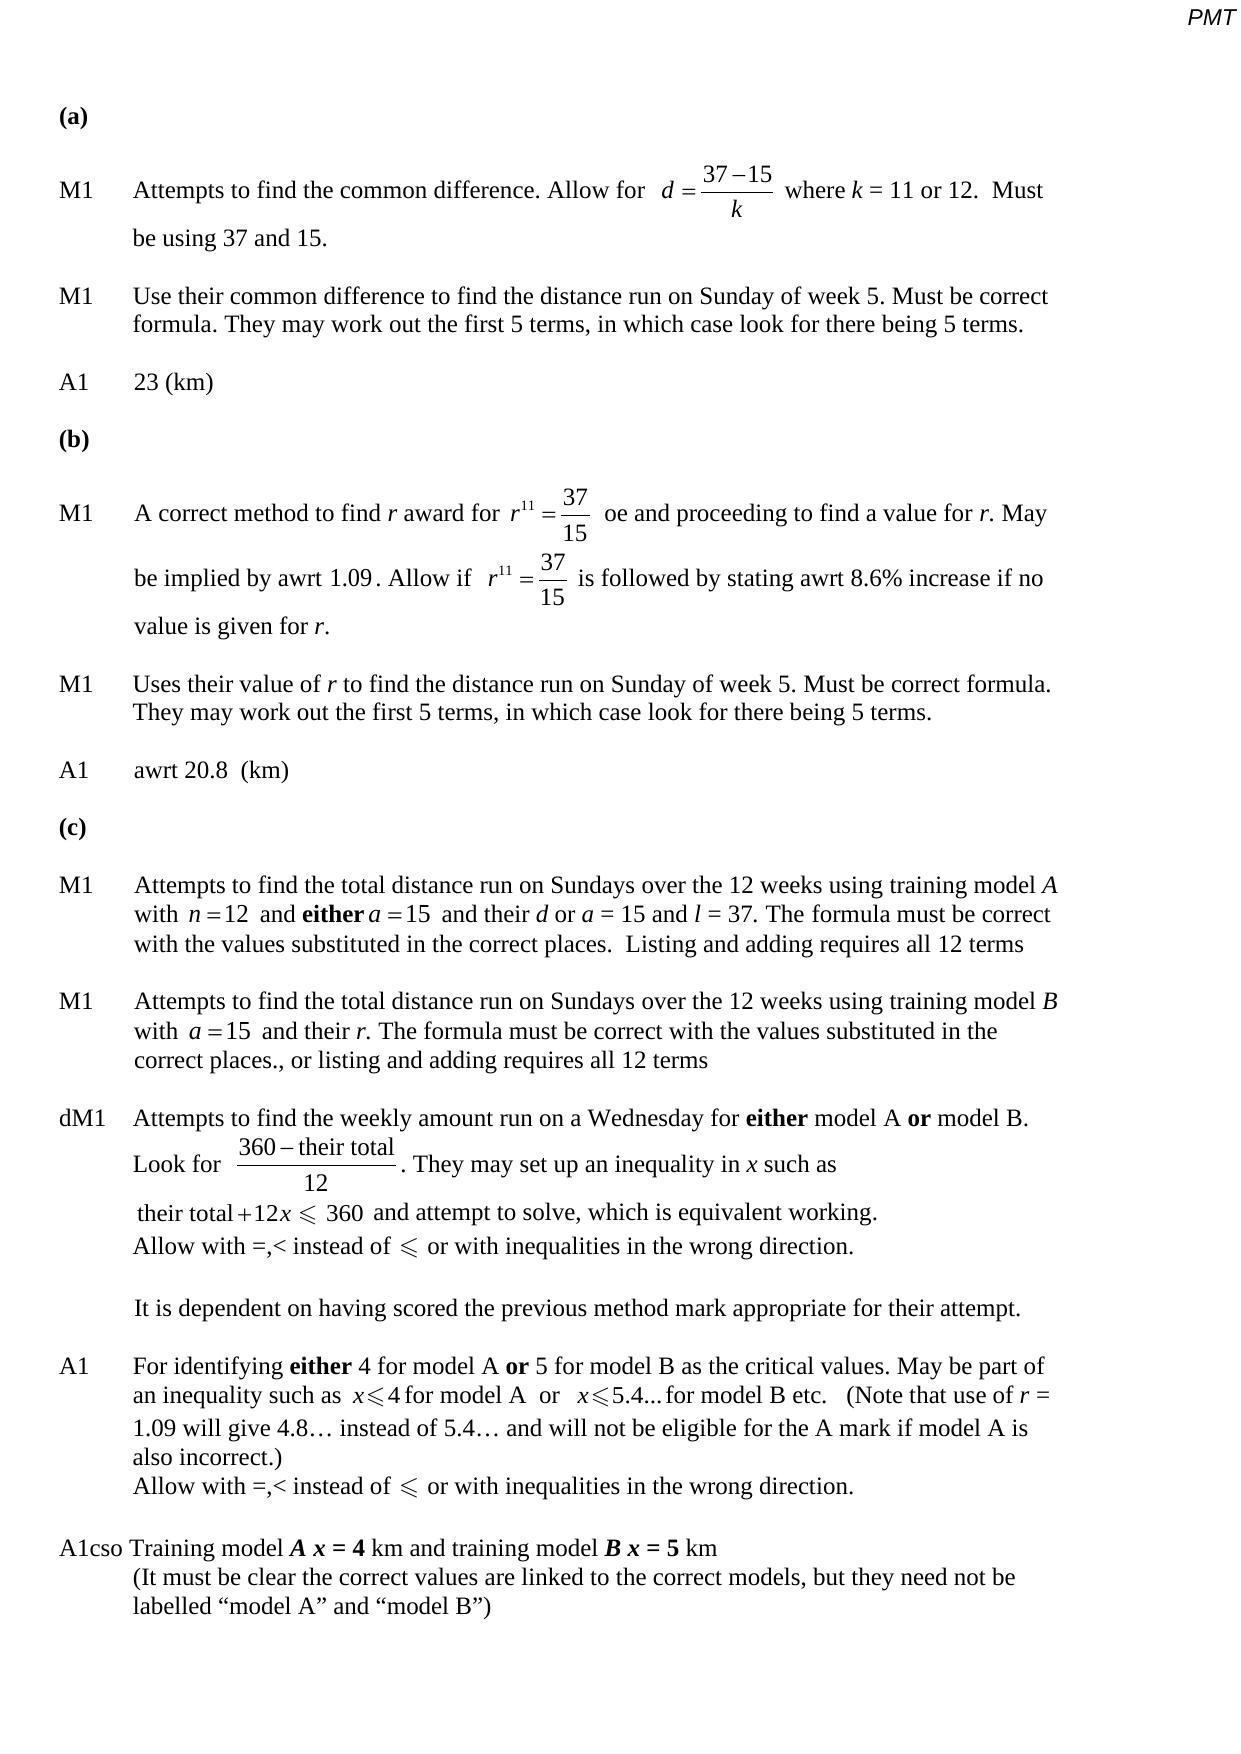 PMT
(a)
M1 Attempts to find the common difference. Allow for d = (37 – 15)/k where k = 11 or 12. Must
be using 37 and 15.
M1 Use their common difference to find the distance run on Sunday of week 5. Must be correct
formula. They may work out the first 5 terms, in which case look for there being 5 terms.
A1 23 (km)
(b)
M1 A correct method to find r award for r^11 = 37/15 oe and proceeding to find a value for r. May
be implied by awrt 1.09. Allow if r^11 = 37/15 is followed by stating awrt 8.6% increase if no
value is given for r.
M1 Uses their value of r to find the distance run on Sunday of week 5. Must be correct formula.
They may work out the first 5 terms, in which case look for there being 5 terms.
A1 awrt 20.8 (km)
(c)
M1 Attempts to find the total distance run on Sundays over the 12 weeks using training model A
with n = 12 and either a = 15 and their d or a = 15 and l = 37. The formula must be correct
with the values substituted in the correct places. Listing and adding requires all 12 terms
M1 Attempts to find the total distance run on Sundays over the 12 weeks using training model B
with a = 15 and their r. The formula must be correct with the values substituted in the
correct places., or listing and adding requires all 12 terms
dM1 Attempts to find the weekly amount run on a Wednesday for either model A or model B.
Look for (360 – their total)/12. They may set up an inequality in x such as
their total + 12x ⩽ 360 and attempt to solve, which is equivalent working.
Allow with =,< instead of ⩽ or with inequalities in the wrong direction.
It is dependent on having scored the previous method mark appropriate for their attempt.
A1 For identifying either 4 for model A or 5 for model B as the critical values. May be part of
an inequality such as x⩽4 for model A or x⩽5.4... for model B etc. (Note that use of r =
1.09 will give 4.8… instead of 5.4… and will not be eligible for the A mark if model A is
also incorrect.)
Allow with =,< instead of ⩽ or with inequalities in the wrong direction.
A1cso Training model A x = 4 km and training model B x = 5 km
(It must be clear the correct values are linked to the correct models, but they need not be
labelled “model A” and “model B”)